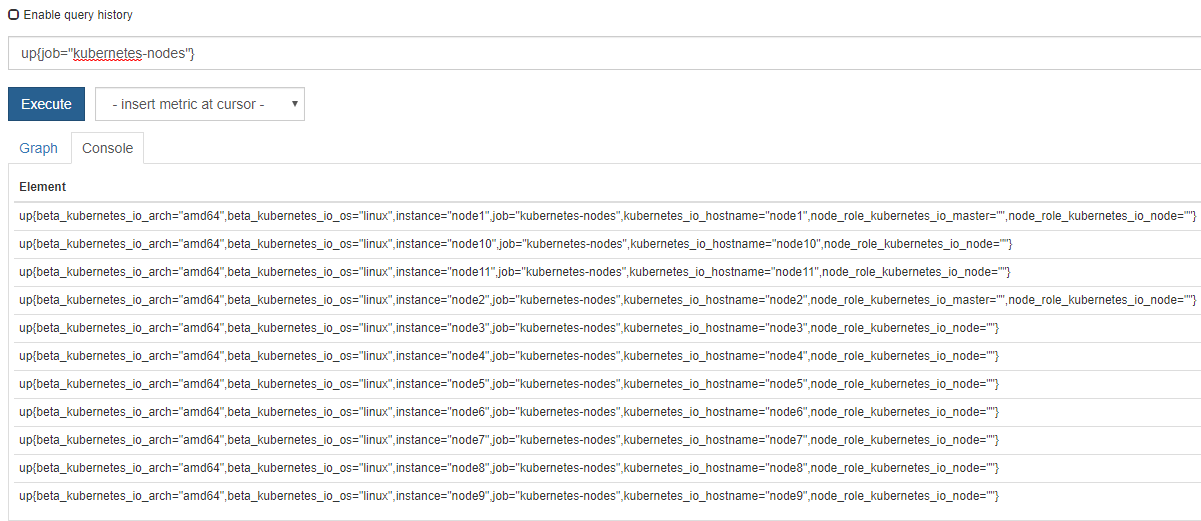 Enable query history
up{job="kubernetes-nodes"}
Execute
- insert metric at cursor -
Graph
Console
Element
up{beta_kubernetes_io_arch="amd64",beta_kubernetes_io_os="linux",instance="node1",job="kubernetes-nodes",kubernetes_io_hostname="node1",node_role_kubernetes_io_master="",node_role_kubernetes_io_node=""}
up{beta_kubernetes_io_arch="amd64",beta_kubernetes_io_os="linux",instance="node10",job="kubernetes-nodes",kubernetes_io_hostname="node10",node_role_kubernetes_io_node=""}
up{beta_kubernetes_io_arch="amd64",beta_kubernetes_io_os="linux",instance="node11",job="kubernetes-nodes",kubernetes_io_hostname="node11",node_role_kubernetes_io_node=""}
up{beta_kubernetes_io_arch="amd64",beta_kubernetes_io_os="linux",instance="node2",job="kubernetes-nodes",kubernetes_io_hostname="node2",node_role_kubernetes_io_master="",node_role_kubernetes_io_node=""}
up{beta_kubernetes_io_arch="amd64",beta_kubernetes_io_os="linux",instance="node3",job="kubernetes-nodes",kubernetes_io_hostname="node3",node_role_kubernetes_io_node=""}
up{beta_kubernetes_io_arch="amd64",beta_kubernetes_io_os="linux",instance="node4",job="kubernetes-nodes",kubernetes_io_hostname="node4",node_role_kubernetes_io_node=""}
up{beta_kubernetes_io_arch="amd64",beta_kubernetes_io_os="linux",instance="node5",job="kubernetes-nodes",kubernetes_io_hostname="node5",node_role_kubernetes_io_node=""}
up{beta_kubernetes_io_arch="amd64",beta_kubernetes_io_os="linux",instance="node6",job="kubernetes-nodes",kubernetes_io_hostname="node6",node_role_kubernetes_io_node=""}
up{beta_kubernetes_io_arch="amd64",beta_kubernetes_io_os="linux",instance="node7",job="kubernetes-nodes",kubernetes_io_hostname="node7",node_role_kubernetes_io_node=""}
up{beta_kubernetes_io_arch="amd64",beta_kubernetes_io_os="linux",instance="node8",job="kubernetes-nodes",kubernetes_io_hostname="node8",node_role_kubernetes_io_node=""}
up{beta_kubernetes_io_arch="amd64",beta_kubernetes_io_os="linux",instance="node9",job="kubernetes-nodes",kubernetes_io_hostname="node9",node_role_kubernetes_io_node=""}